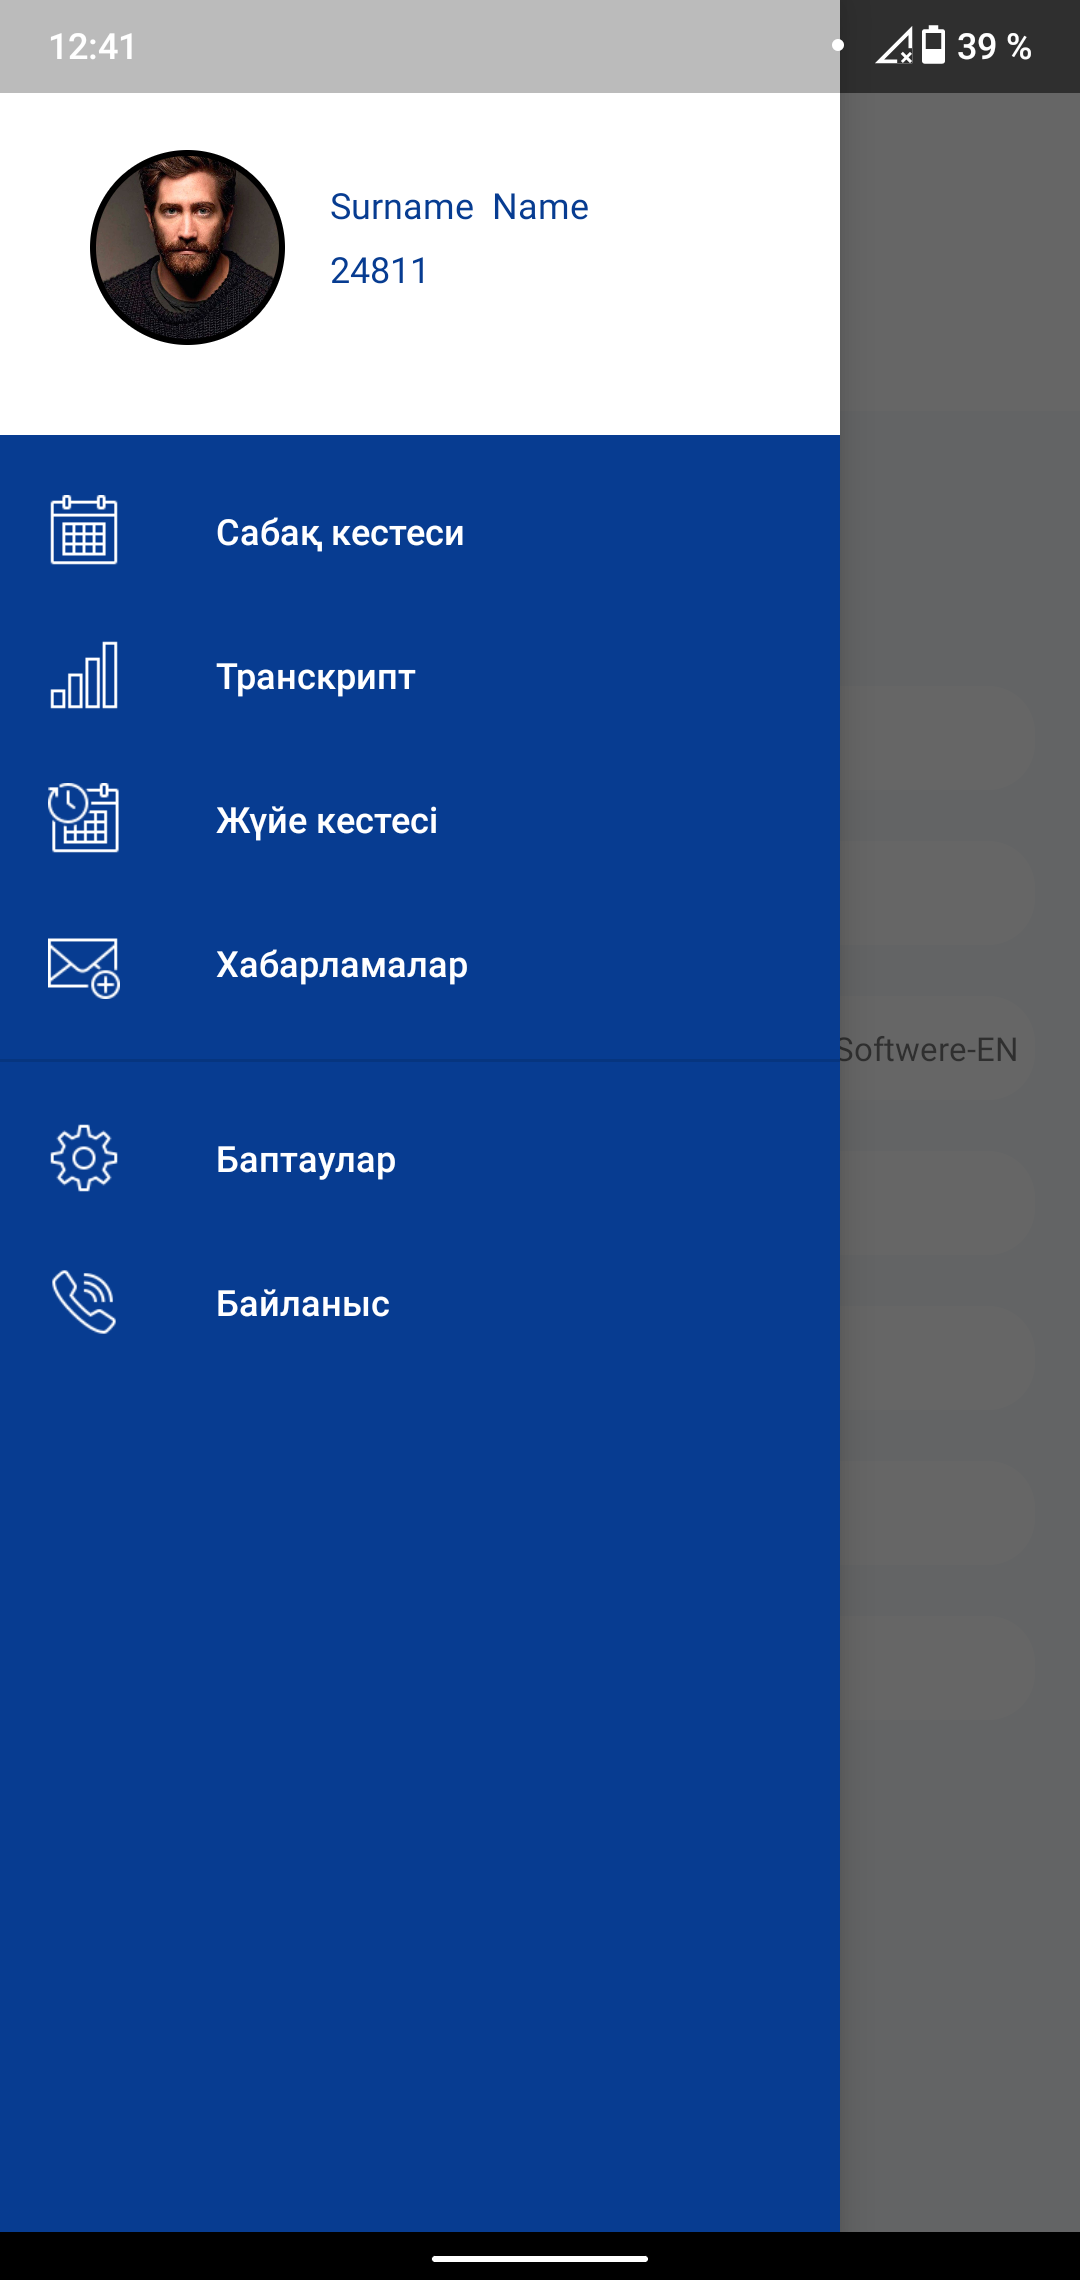 12:41
39 %
Surname  Name
24811
Сабақ кестеси
Транскрипт
Жүйе кестесі
Хабарламалар
Softwere-EN
Баптаулар
Байланыс